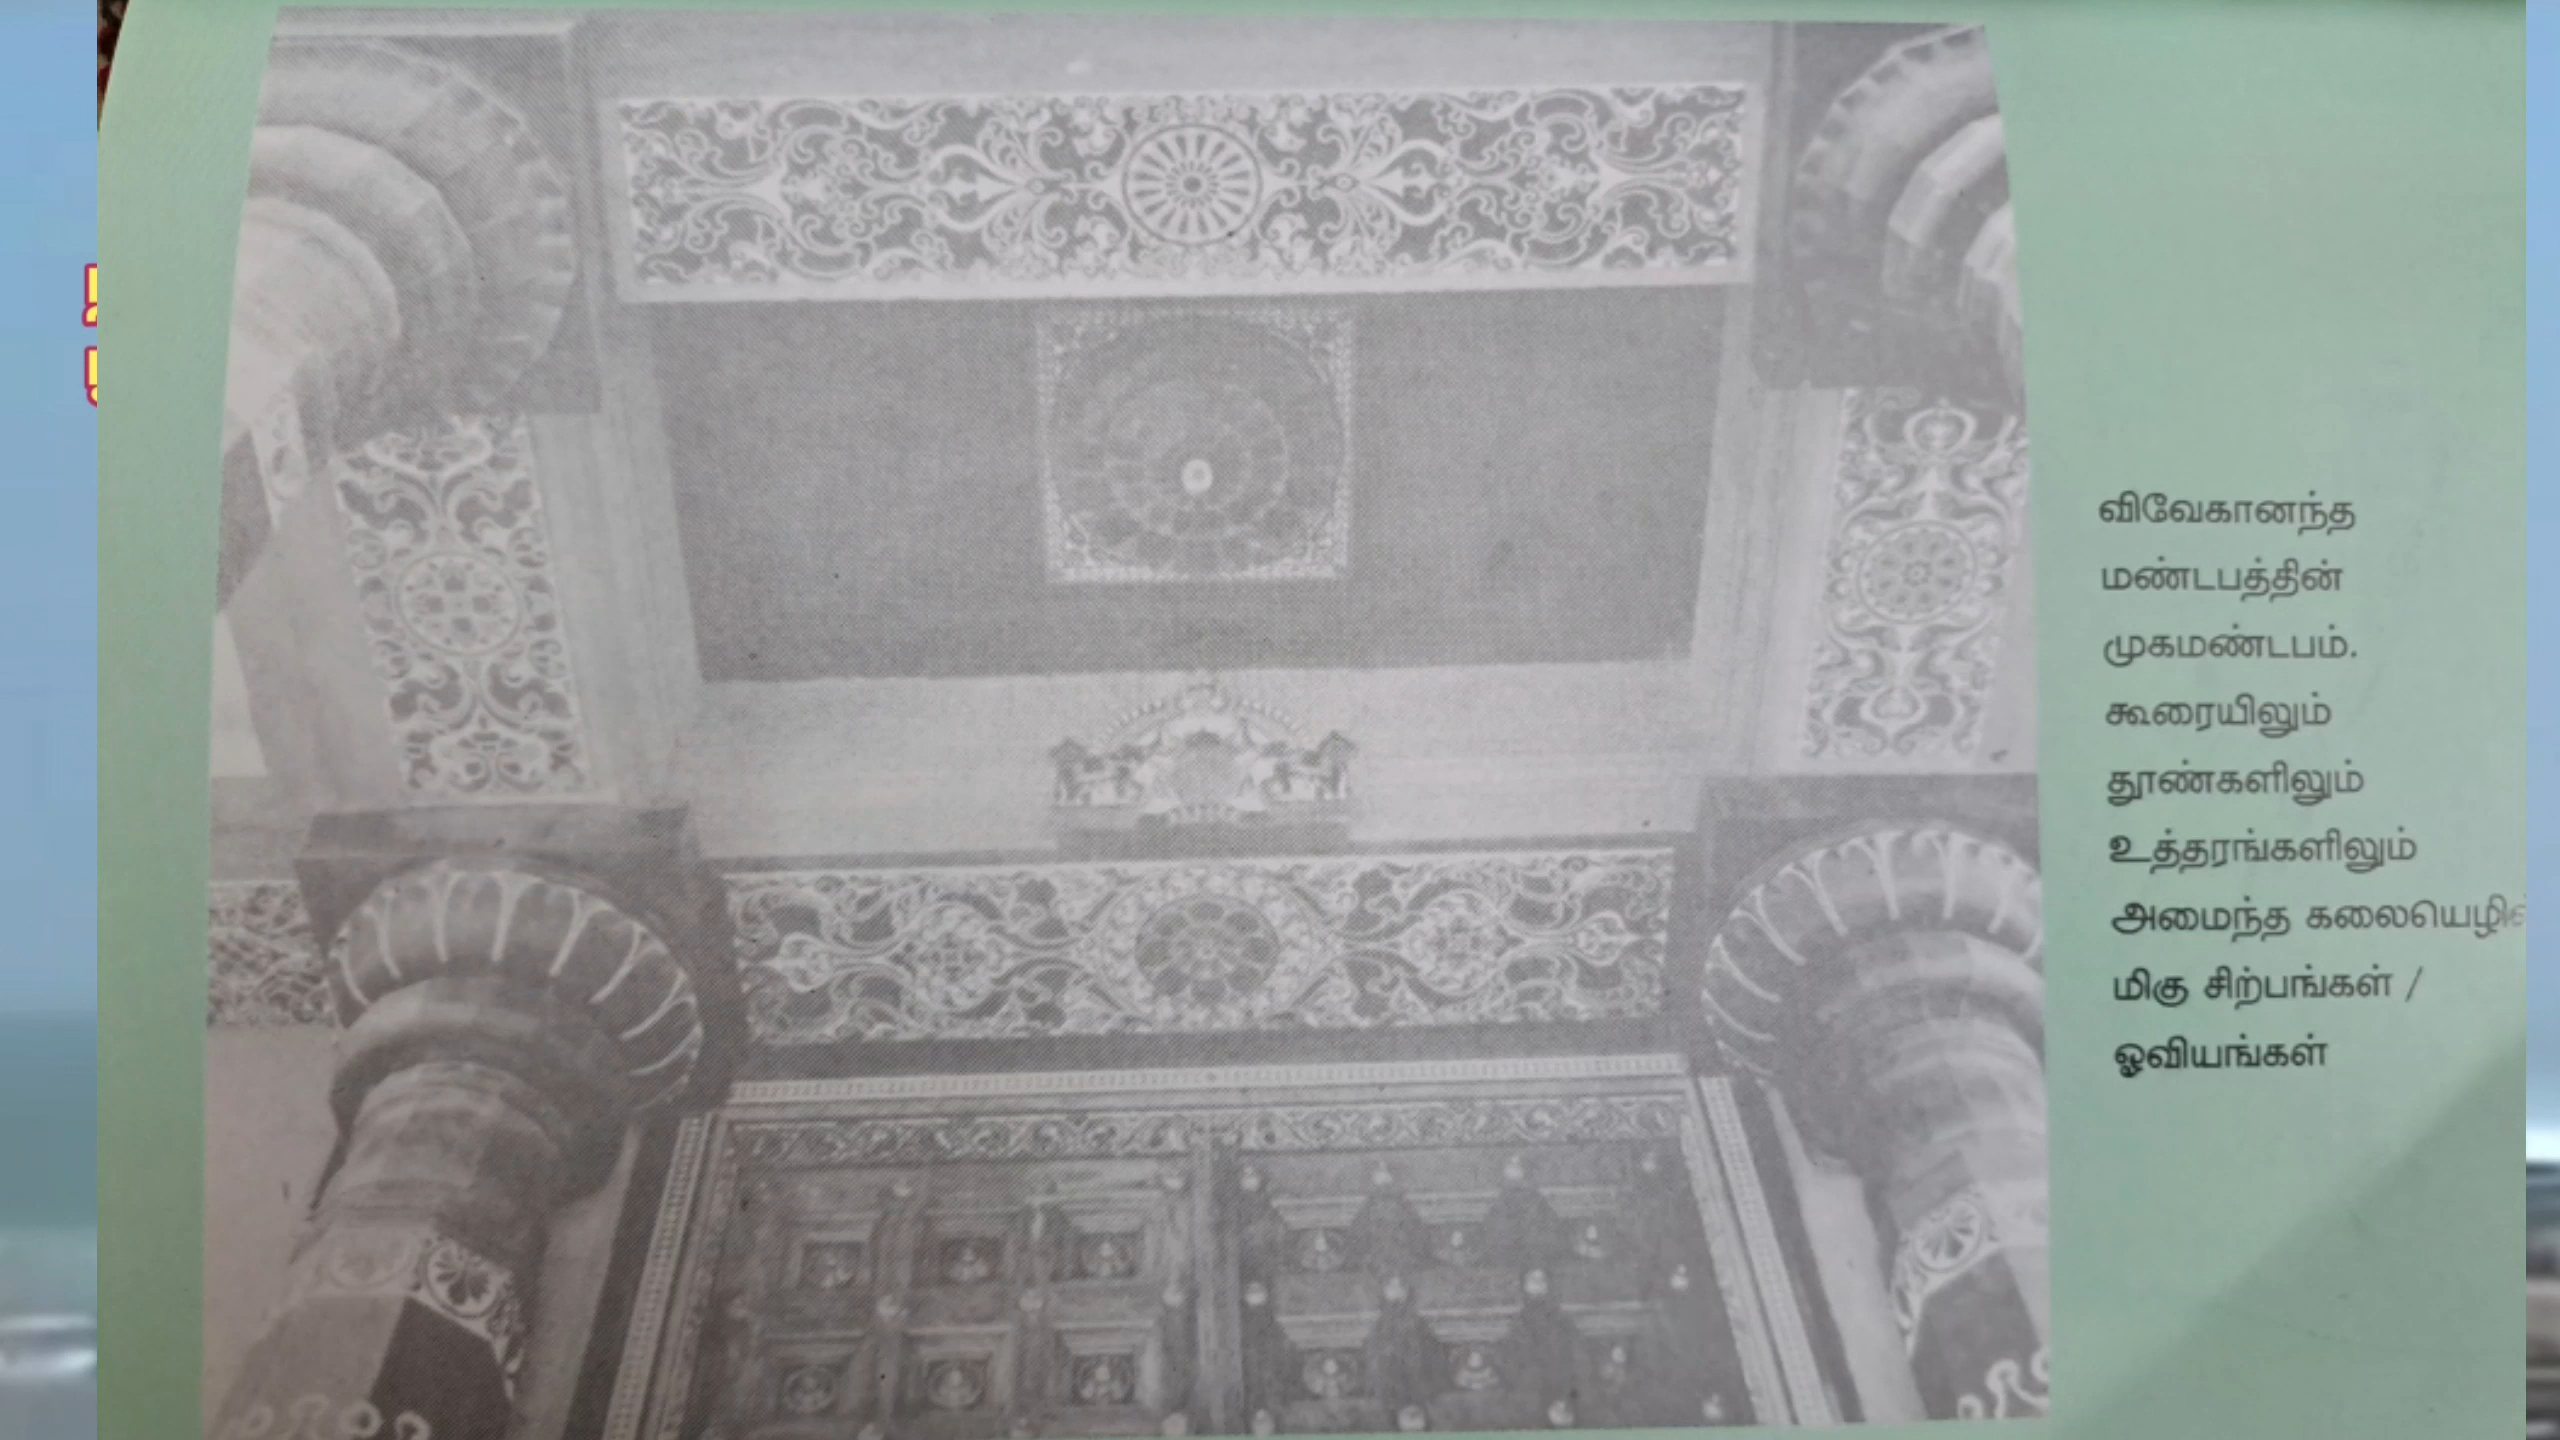 விவேகானந்த
மண்டபத்தின்
முகமண்டபம்.
கூரையிலும்
தூண்களிலும்
உத்தரங்களிலும்
அமைந்த
மிகு சிற்பங்கள் /
ஓவியங்கள்